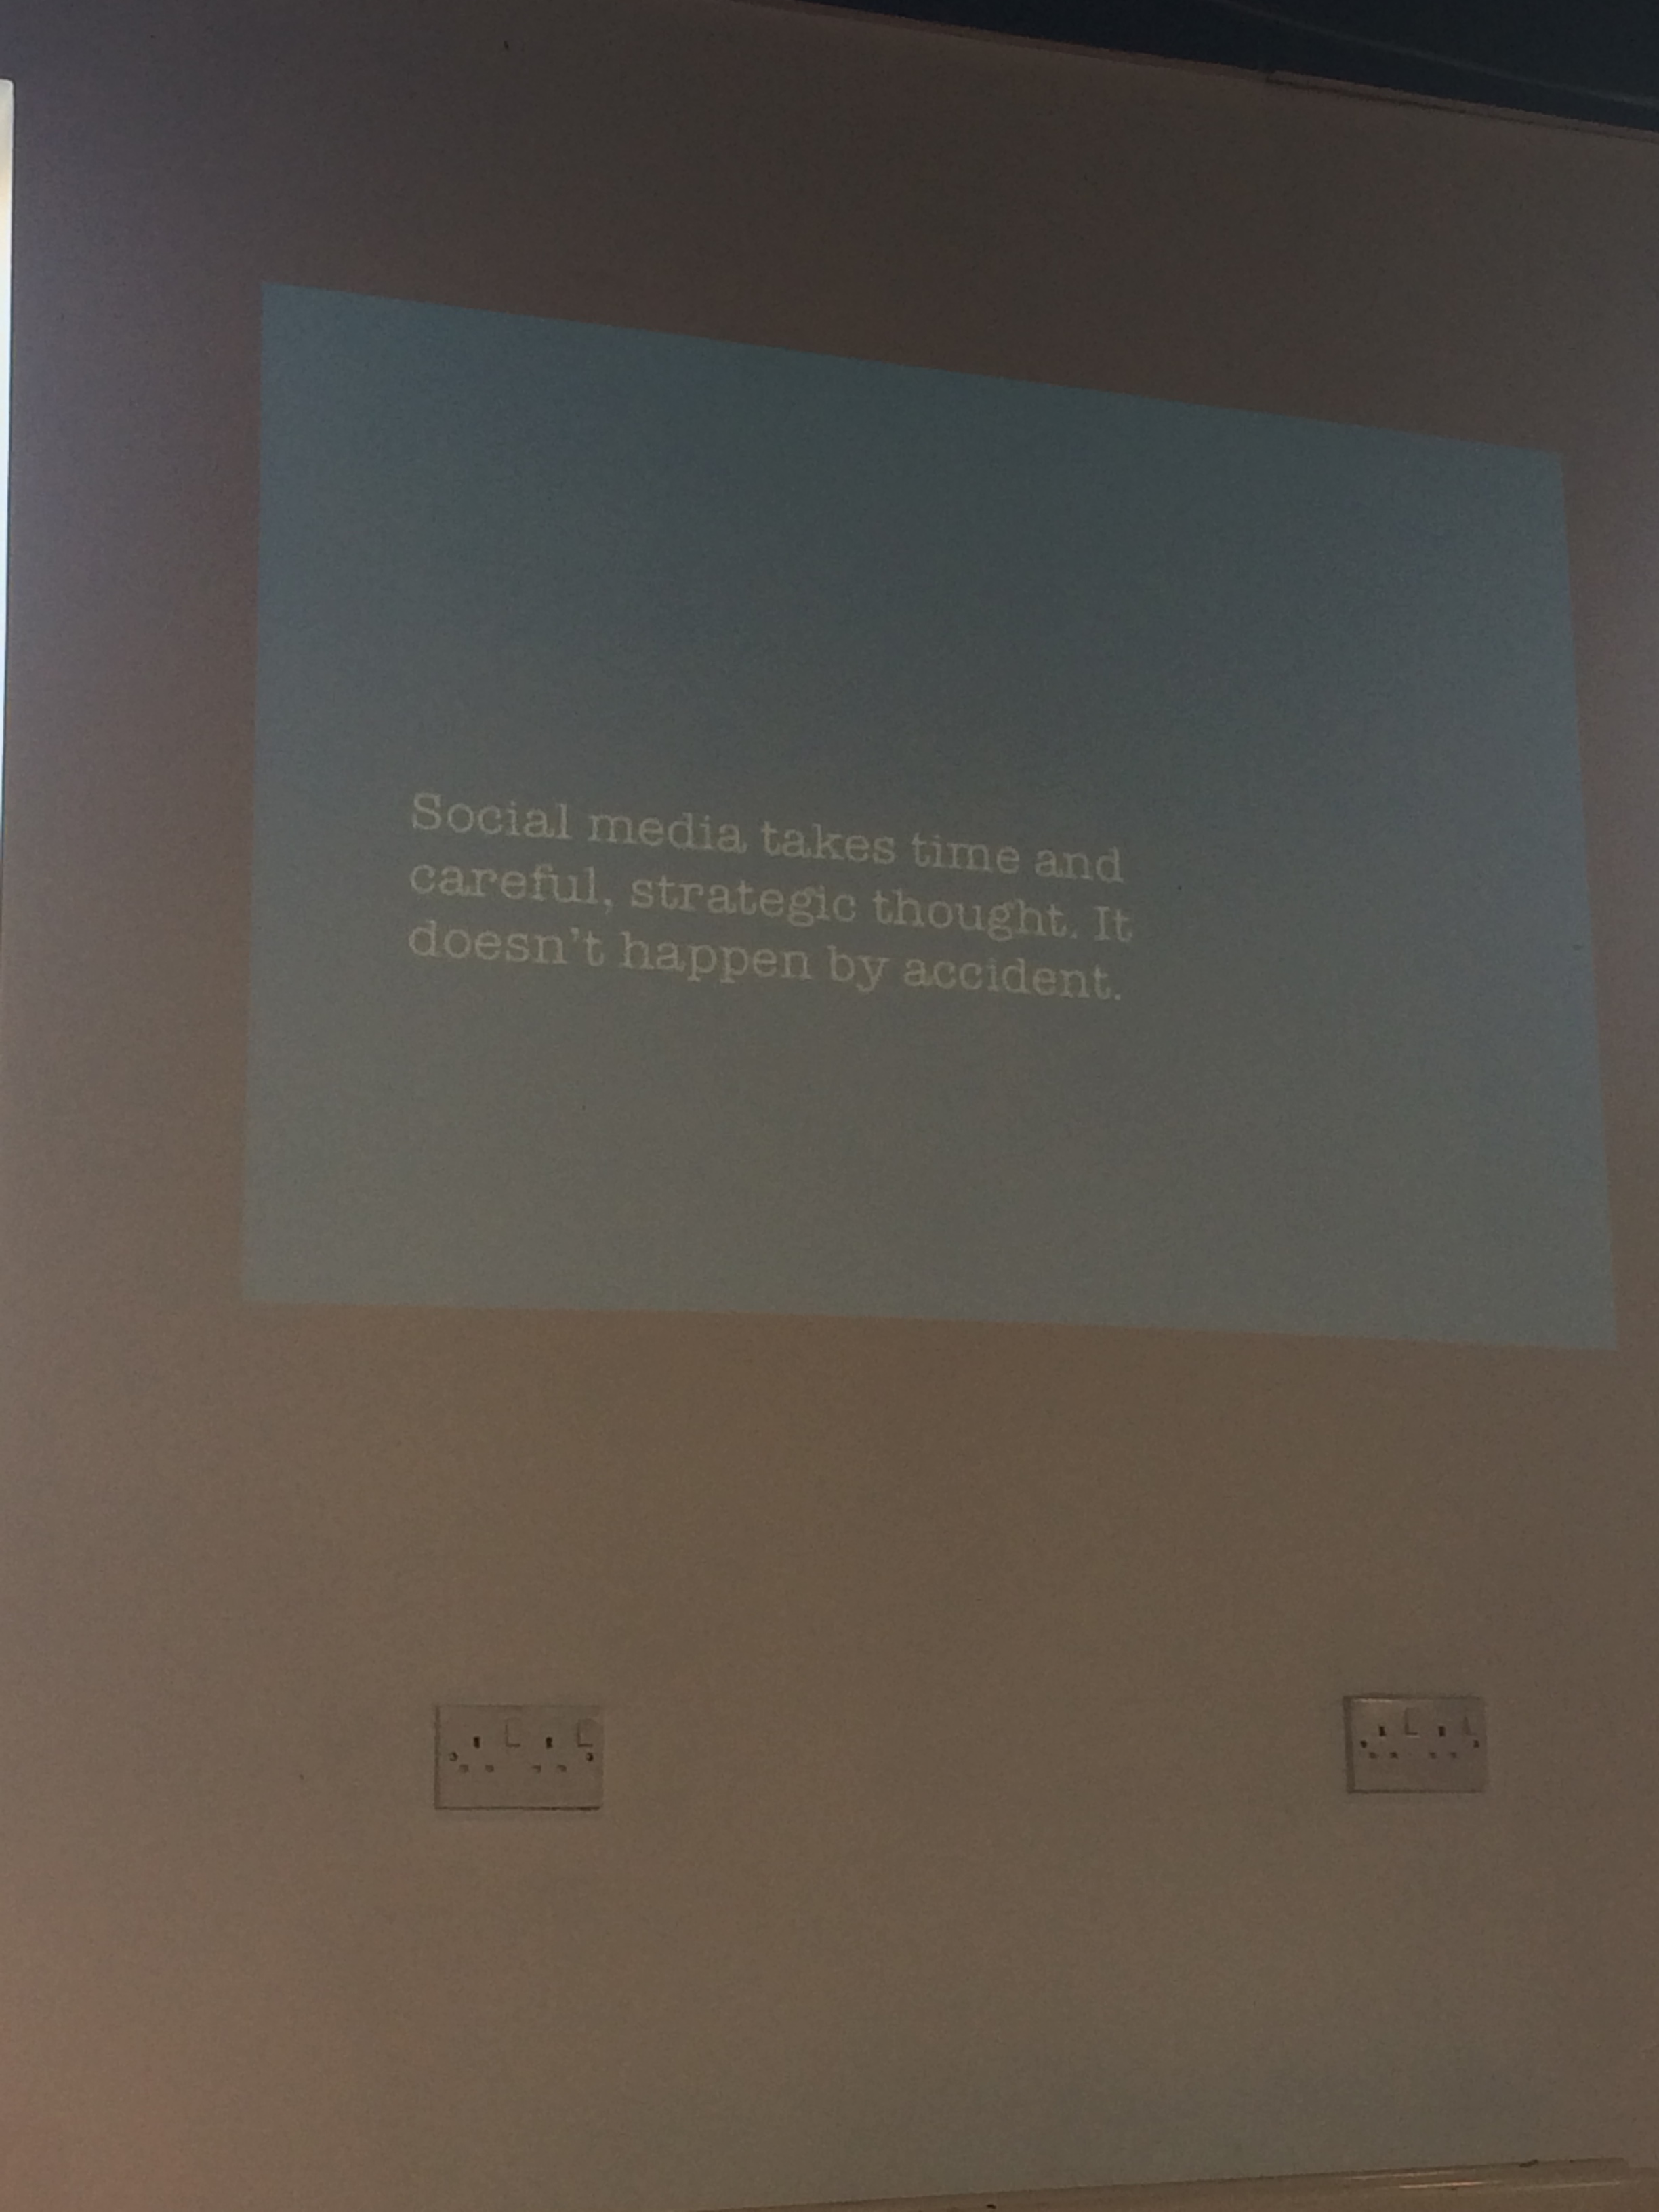 Social media takes time and
careful, strategic thought. It
doesn't happen by accident.